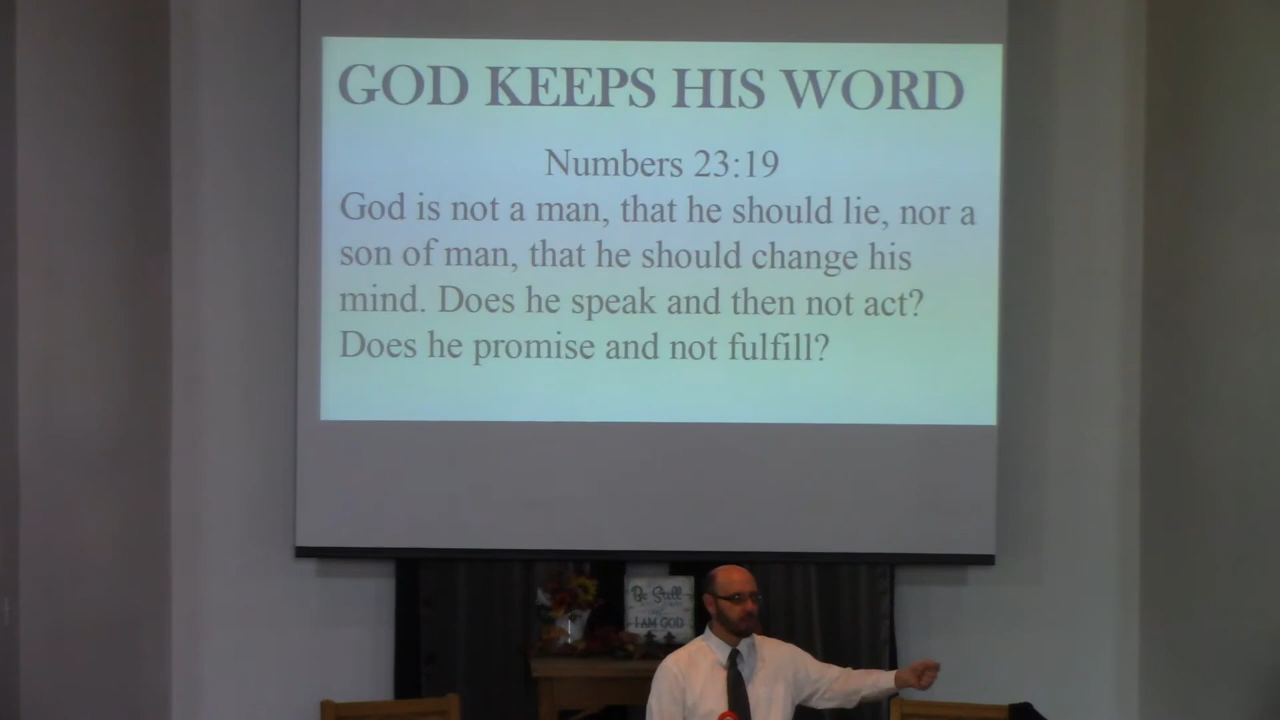 GOD KEEPS HIS WORD
Numbers 23:19
God is not a man, that he should lie, nor a
son of man, that he should change his
mind. Does he speak and then not act?
Does he promise and not fulfill?
Be Still
I AM GOD